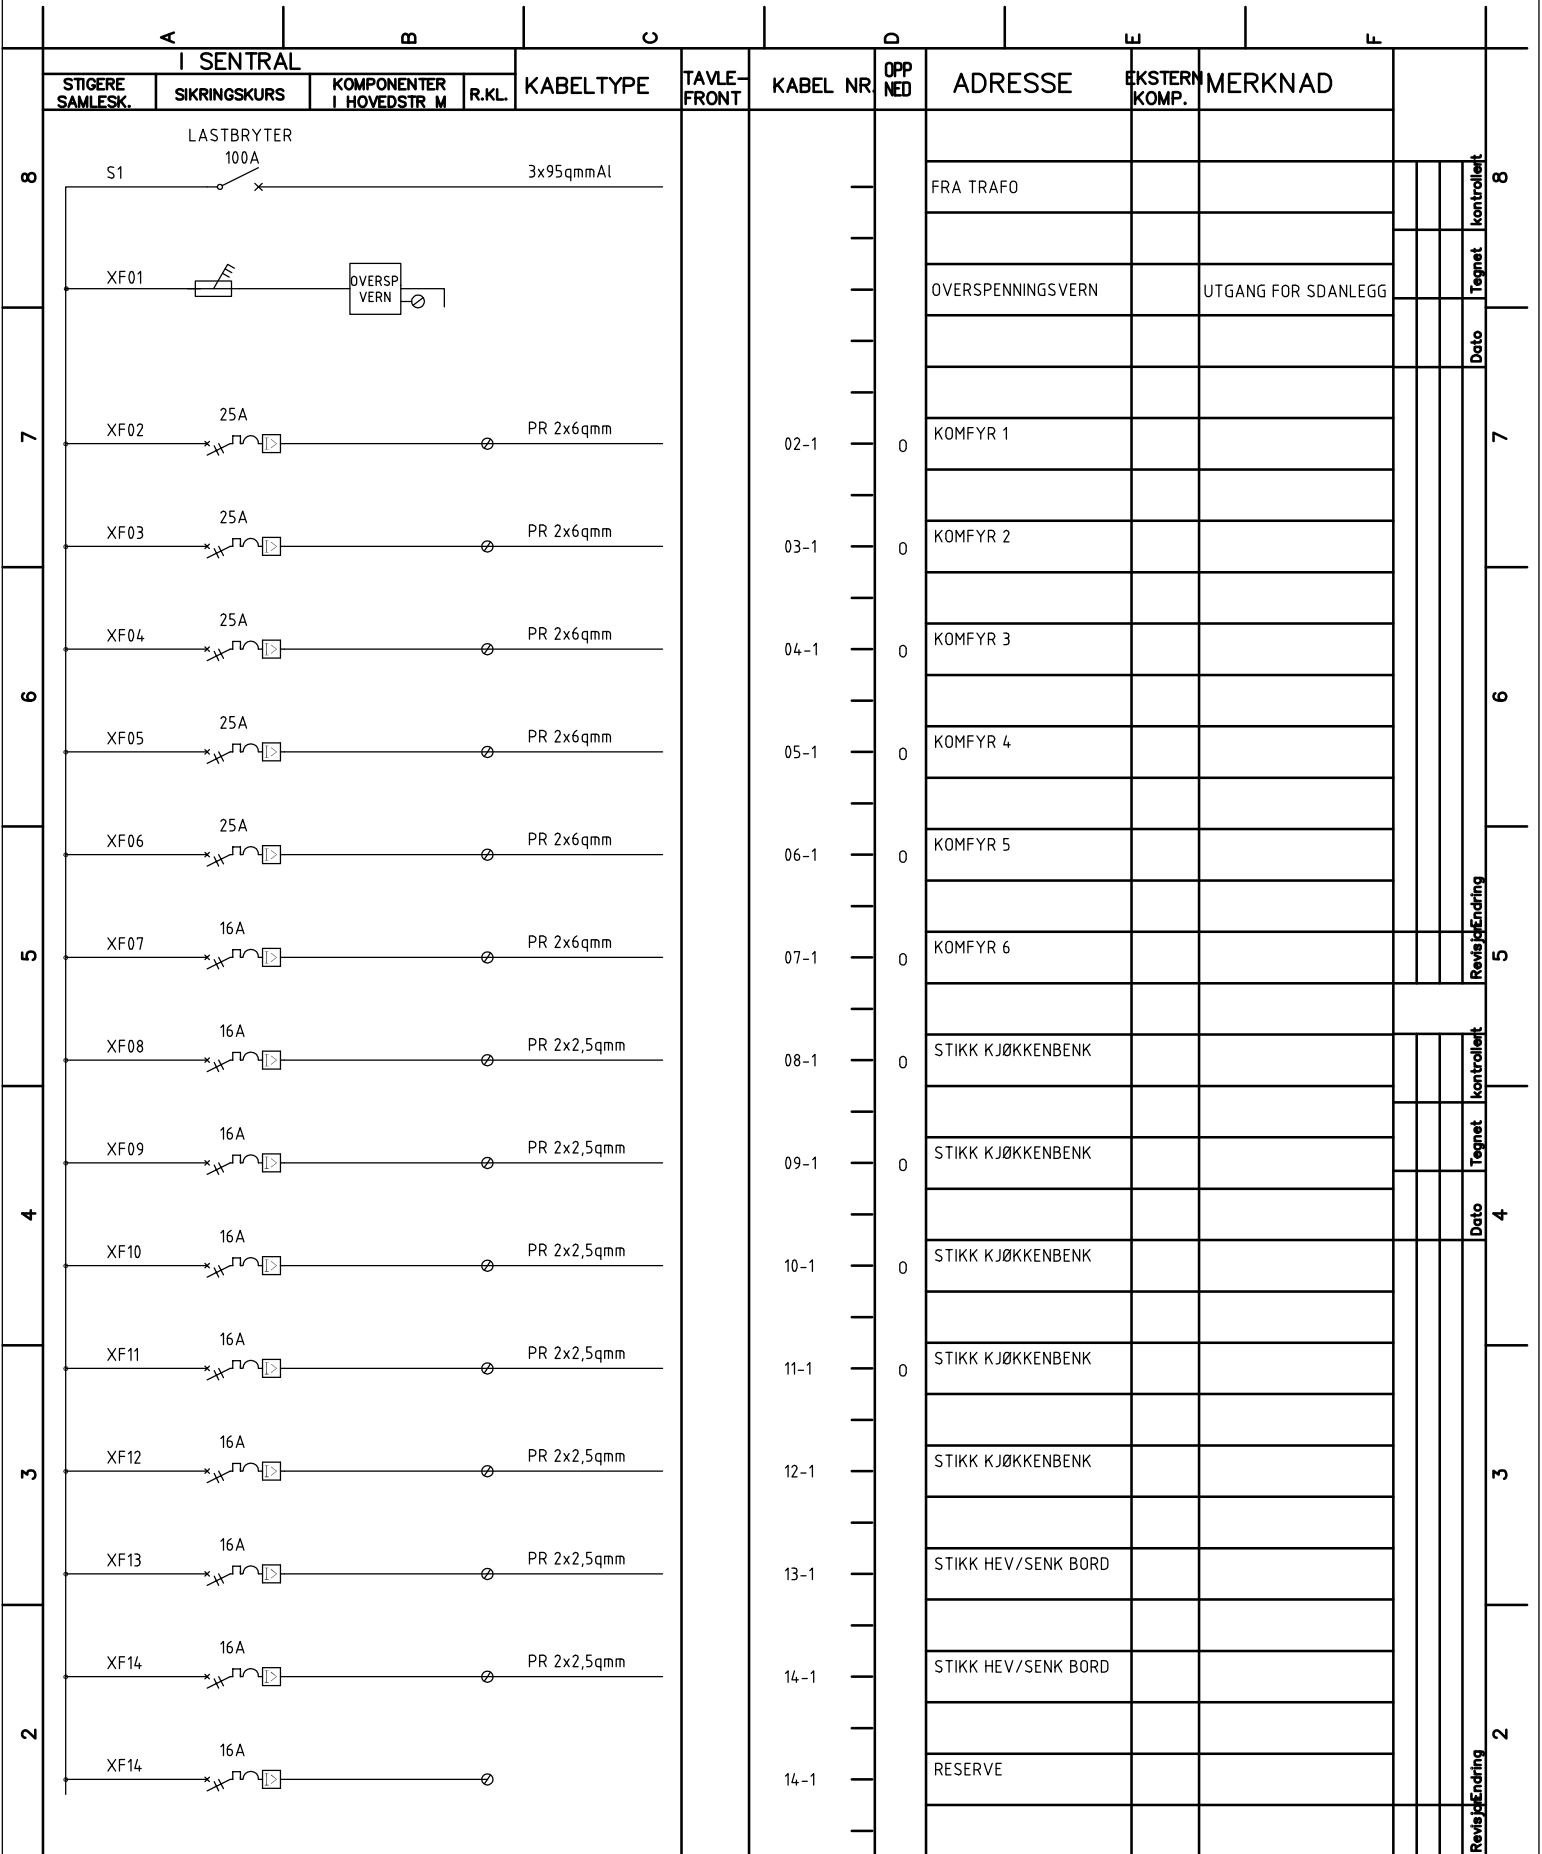 A B C D E F
I SENTRAL
STIGERE SAMLESK. SIKRINGSKURS KOMPONENTER I HOVEDSTR M R.KL. KABELTYPE TAVLE-FRONT KABEL NR. OPP NED ADRESSE EKSTERN KOMP. MERKNAD
LASTBRYTER
100A
8 S1 3x95qmmAl FRA TRAFO kontrollert 8
XF01 OVERSP VERN OVERSPENNINGSVERN UTGANG FOR SDANLEGG Tegnet
Dato
25A
7 XF02 PR 2x6qmm 02-1 0 KOMFYR 1 7
25A
XF03 PR 2x6qmm 03-1 0 KOMFYR 2
25A
XF04 PR 2x6qmm 04-1 0 KOMFYR 3
6 6
25A
XF05 PR 2x6qmm 05-1 0 KOMFYR 4
25A
XF06 PR 2x6qmm 06-1 0 KOMFYR 5
Endring
16A
5 XF07 PR 2x6qmm 07-1 0 KOMFYR 6 Revisjon 5
16A
XF08 PR 2x2,5qmm 08-1 0 STIKK KJØKKENBENK kontrollert
16A
XF09 PR 2x2,5qmm 09-1 0 STIKK KJØKKENBENK Tegnet
4 Dato 4
16A
XF10 PR 2x2,5qmm 10-1 0 STIKK KJØKKENBENK
16A
XF11 PR 2x2,5qmm 11-1 0 STIKK KJØKKENBENK
16A
3 XF12 PR 2x2,5qmm 12-1 STIKK KJØKKENBENK 3
16A
XF13 PR 2x2,5qmm 13-1 STIKK HEV/SENK BORD
16A
XF14 PR 2x2,5qmm 14-1 STIKK HEV/SENK BORD
2 2
16A
XF14 14-1 RESERVE Endring
Revisjon